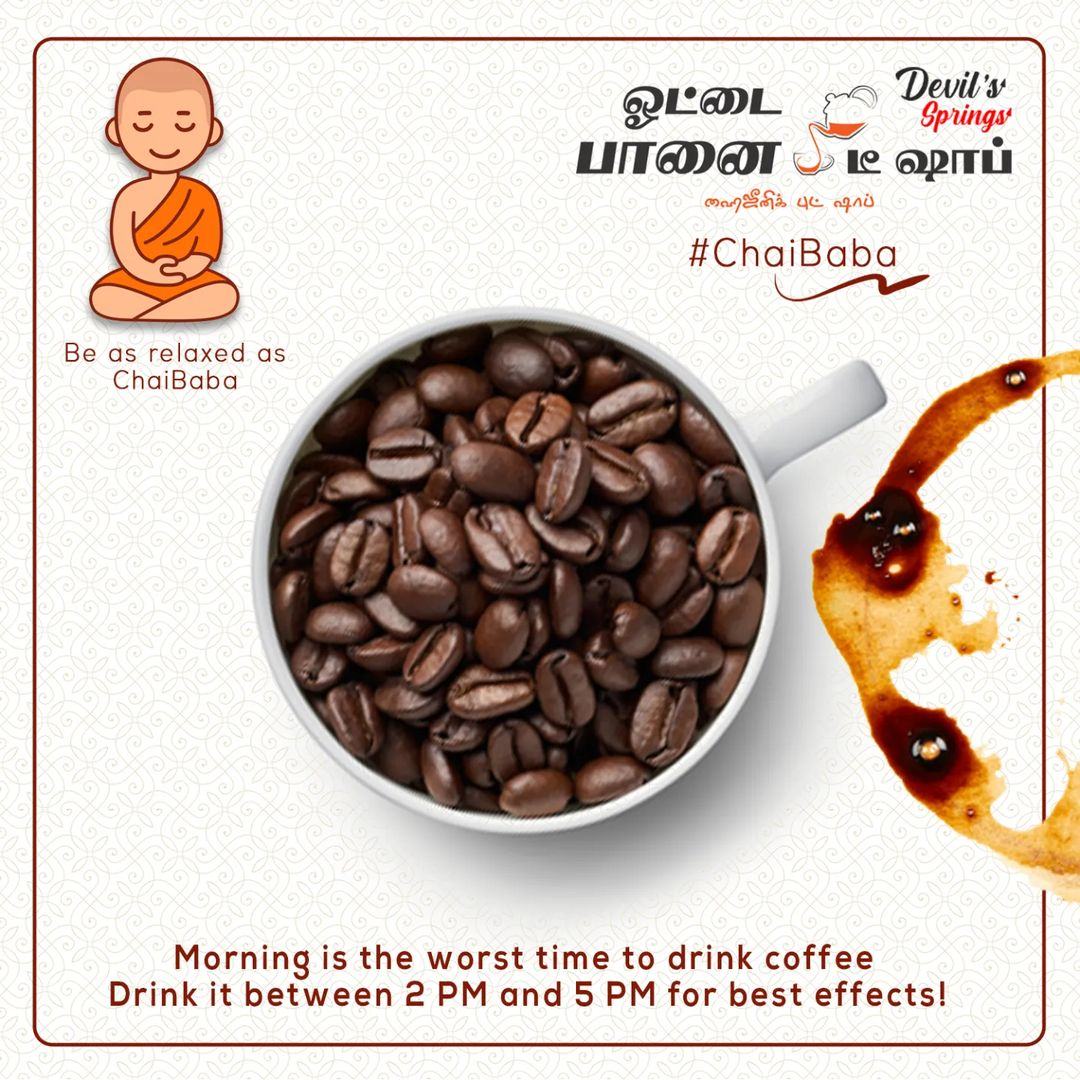 ஓட்டை
பானை டீ ஷாப்
Devil's
Springs
ஹைஜீனிக் புட் ஷாப்
#ChaiBaba
Be as relaxed as
ChaiBaba
Morning is the worst time to drink coffee
Drink it between 2 PM and 5 PM for best effects!